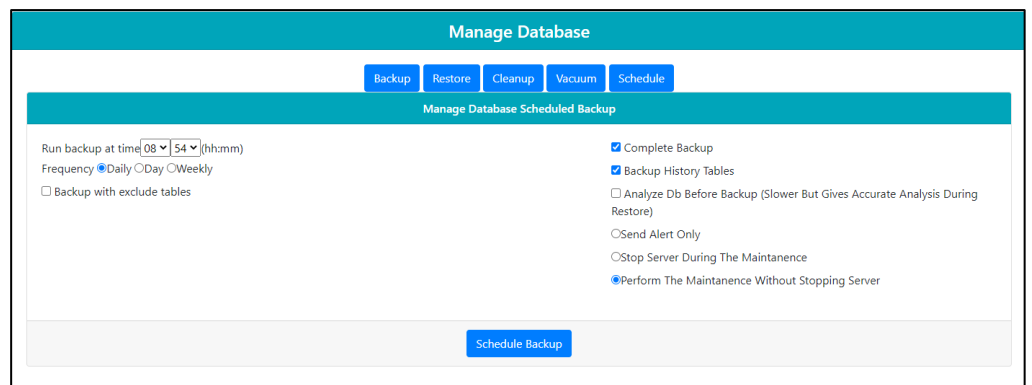 Manage Database
Backup Restore Cleanup Vacuum Schedule
Manage Database Scheduled Backup
Run backup at time 08 54 (hh:mm)
Frequency Daily Day Weekly
Backup with exclude tables
Complete Backup
Backup History Tables
Analyze Db Before Backup (Slower But Gives Accurate Analysis During
Restore)
Send Alert Only
Stop Server During The Maintanence
Perform The Maintanence Without Stopping Server
Schedule Backup